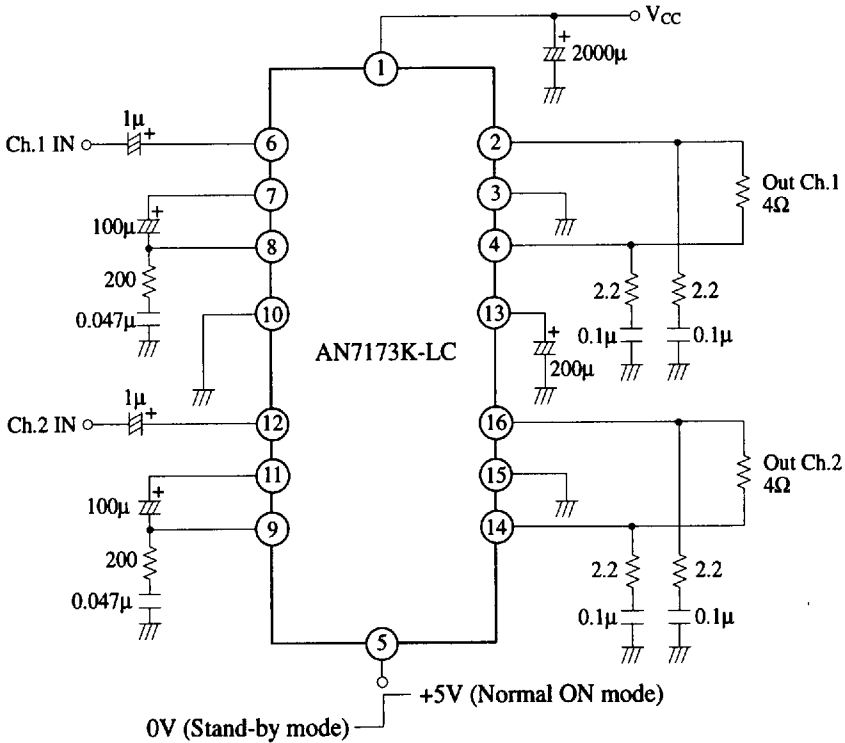 VCC
+
2000μ
1
1μ
+
Ch.1 IN
6
2
7
+
100μ
3
Out Ch.1
4Ω
8
4
200
0.047μ
2.2
2.2
10
13
+
0.1μ
0.1μ
AN7173K-LC
200μ
1μ
+
Ch.2 IN
12
16
11
+
100μ
15
Out Ch.2
4Ω
9
14
200
0.047μ
2.2
2.2
0.1μ
0.1μ
5
+5V (Normal ON mode)
0V (Stand-by mode)